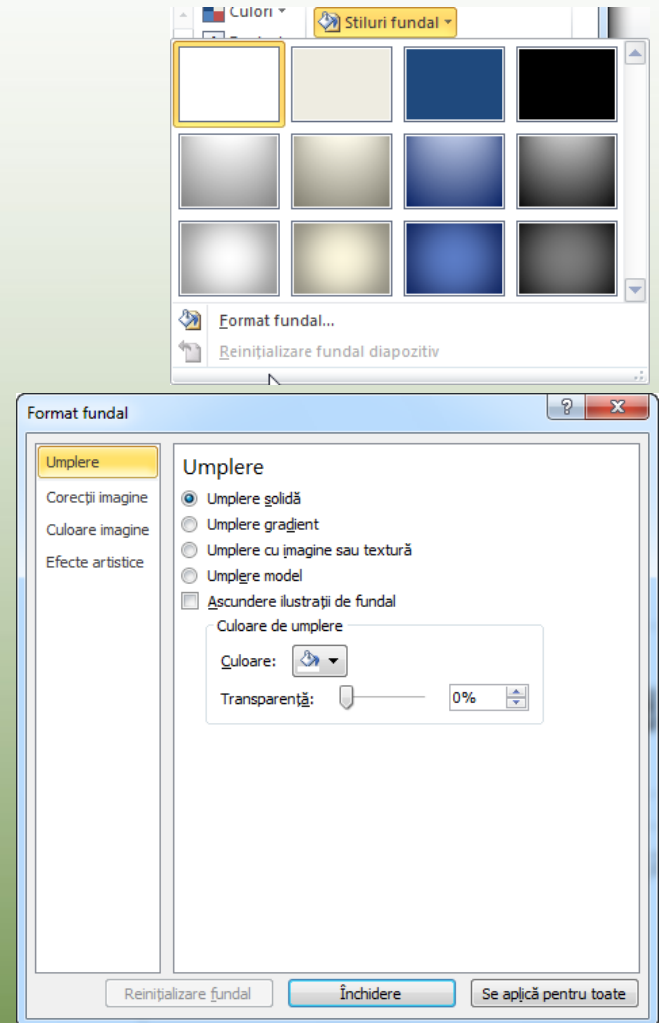 Culori
Stiluri fundal
Format fundal...
Reinițializare fundal diapozitiv
Format fundal
Umplere
Corecții imagine
Culoare imagine
Efecte artistice
Umplere
Umplere solidă
Umplere gradient
Umplere cu imagine sau textură
Umplere model
Ascundere ilustrații de fundal
Culoare de umplere
Culoare:
Transparență: 0%
Reinițializare fundal
Închidere
Se aplică pentru toate